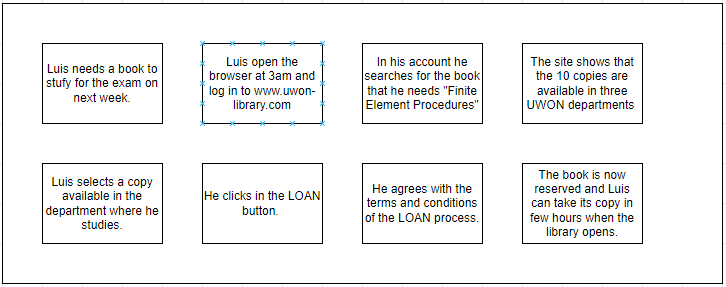 Luis needs a book to
stufy for the exam on
next week.
Luis open the
browser at 3am and
log in to www.uwon-
library.com
In his account he
searches for the book
that he needs "Finite
Element Procedures"
The site shows that
the 10 copies are
available in three
UWON departments
Luis selects a copy
available in the
department where he
studies.
He clicks in the LOAN
button.
He agrees with the
terms and conditions
of the LOAN process.
The book is now
reserved and Luis
can take its copy in
few hours when the
library opens.